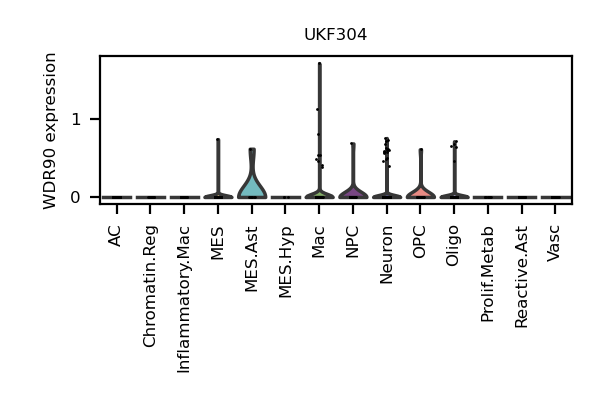 UKF304
WDR90 expression
1
0
AC
Chromatin.Reg
Inflammatory.Mac
MES
MES.Ast
MES.Hyp
Mac
NPC
Neuron
OPC
Oligo
Prolif.Metab
Reactive.Ast
Vasc